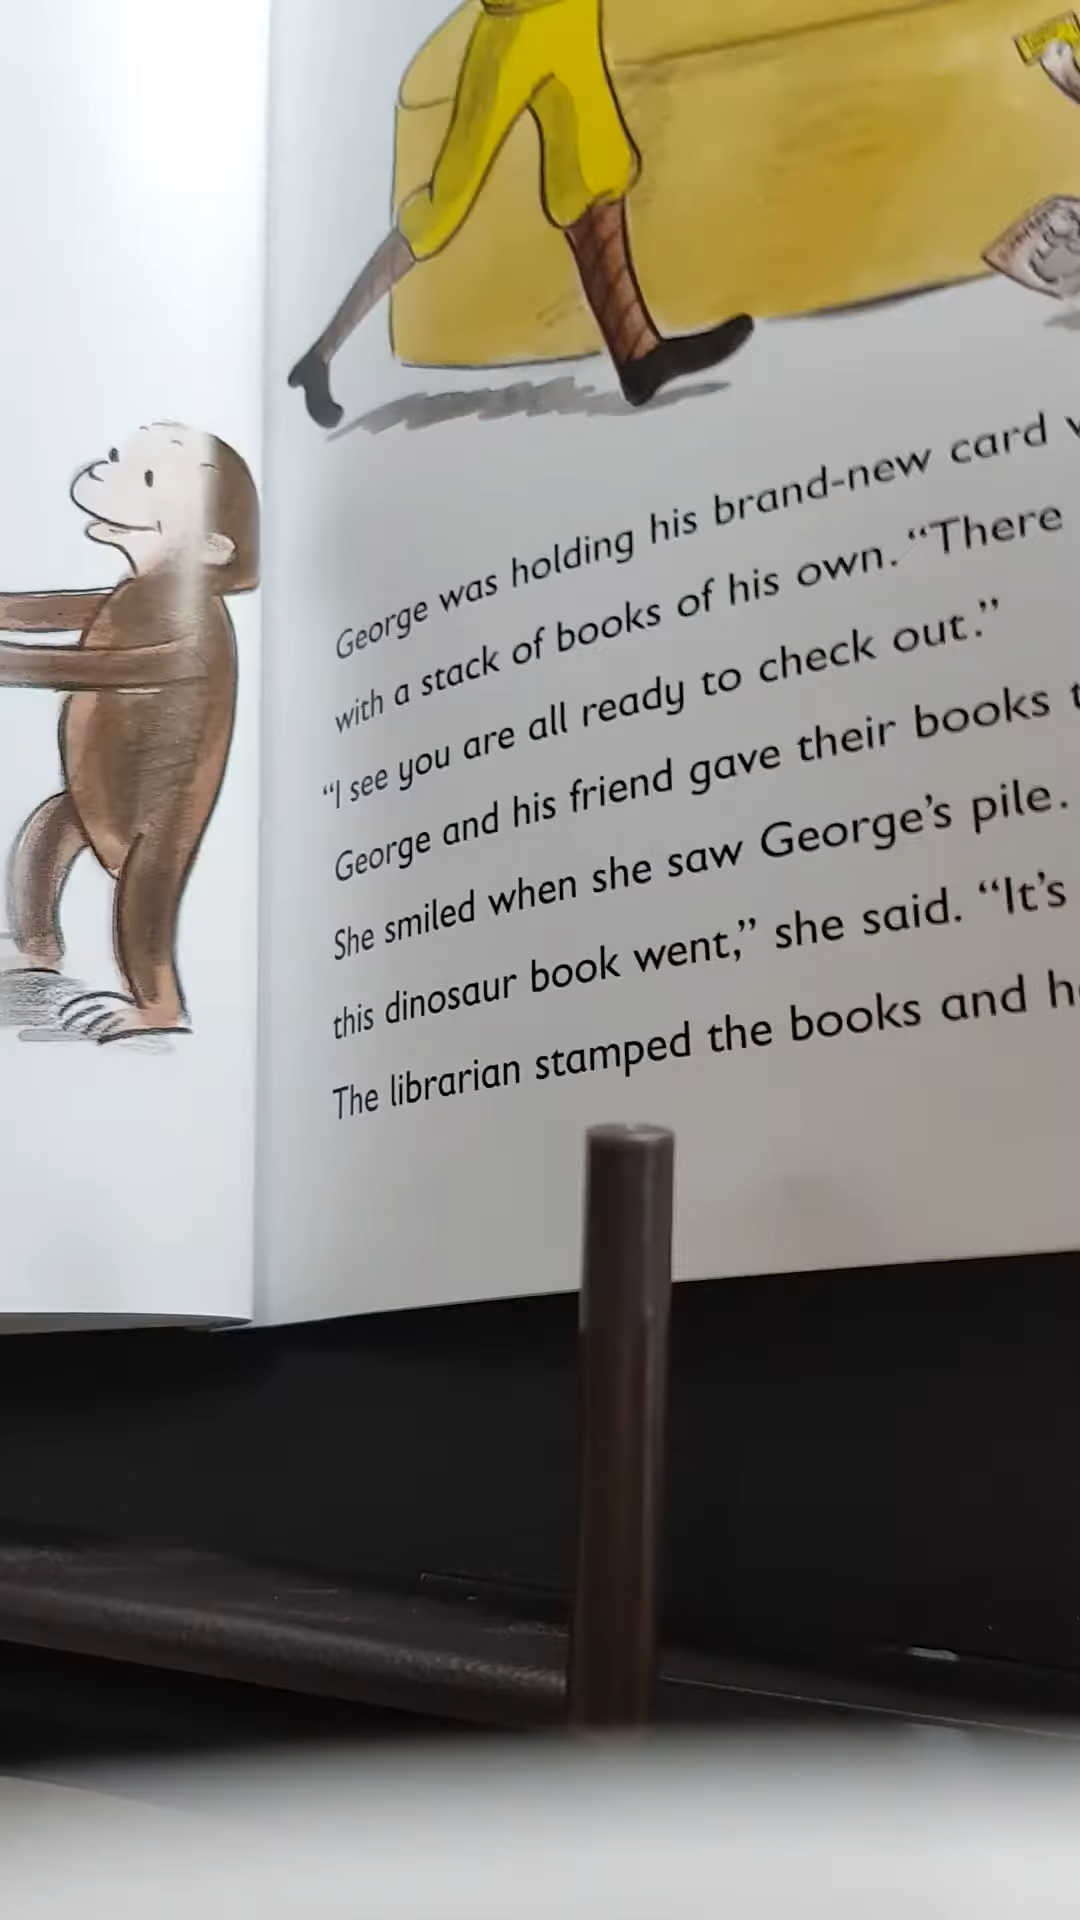 George was holding his brand-new card
with a stack of books of his own. “There
“I see you are all ready to check out.”
George and his friend gave their books
She smiled when she saw George’s pile.
this dinosaur book went,” she said. “It’s
The librarian stamped the books and